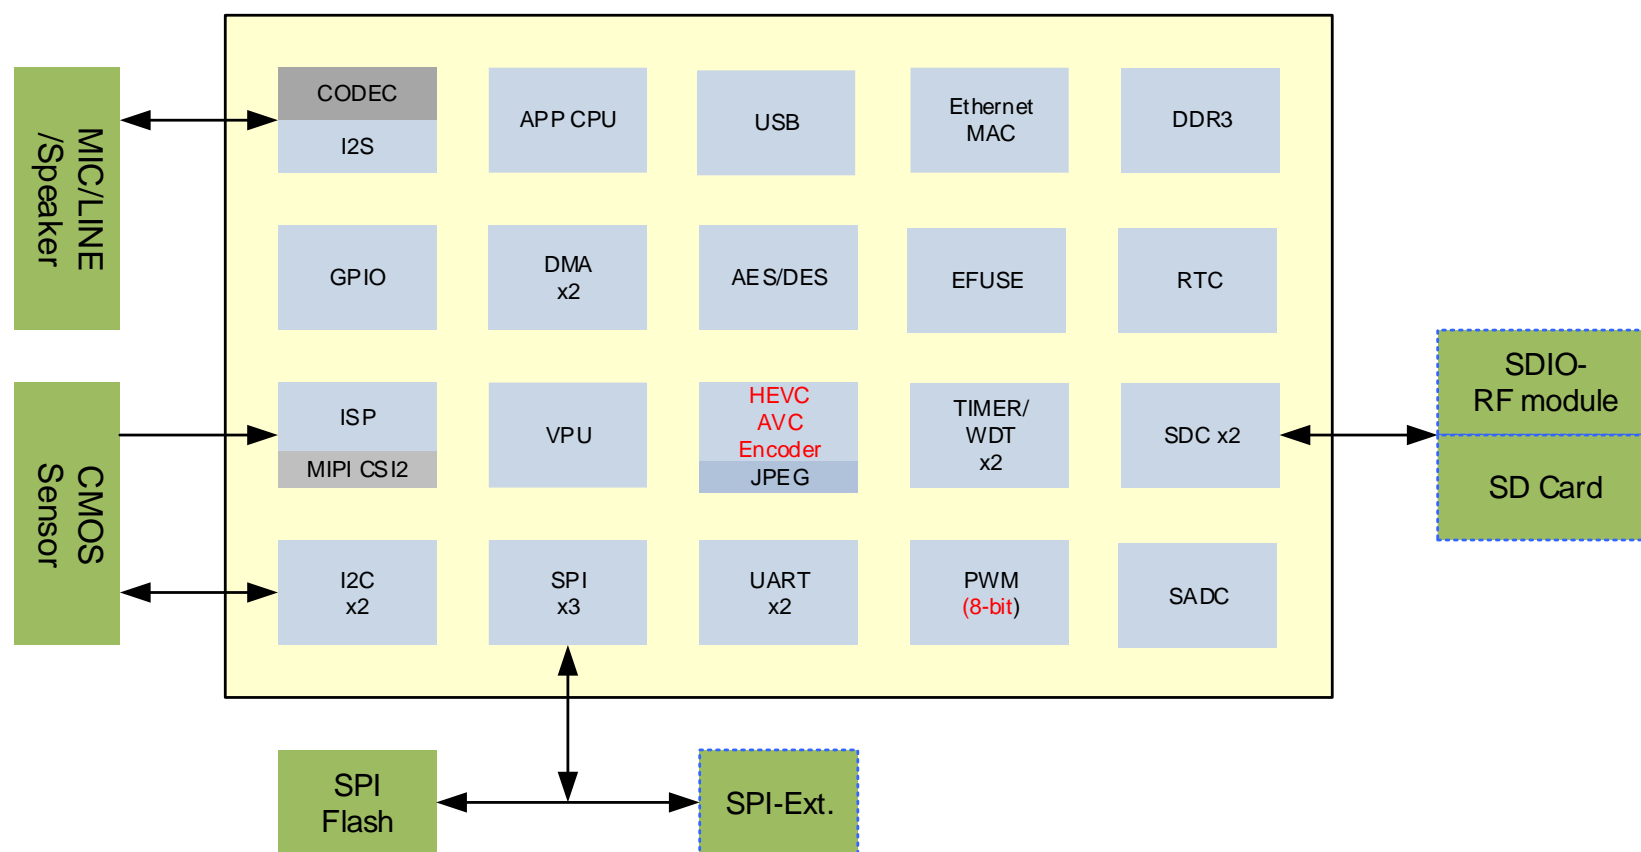 MIC/LINE
/Speaker
CODEC
I2S
APP CPU
USB
Ethernet
MAC
DDR3
GPIO
DMA
x2
AES/DES
EFUSE
RTC
CMOS
Sensor
ISP
MIPI CSI2
VPU
HEVC
AVC
Encoder
JPEG
TIMER/
WDT
x2
SDC x2
SDIO-
RF module
SD Card
I2C
x2
SPI
x3
UART
x2
PWM
(8-bit)
SADC
SPI
Flash
SPI-Ext.